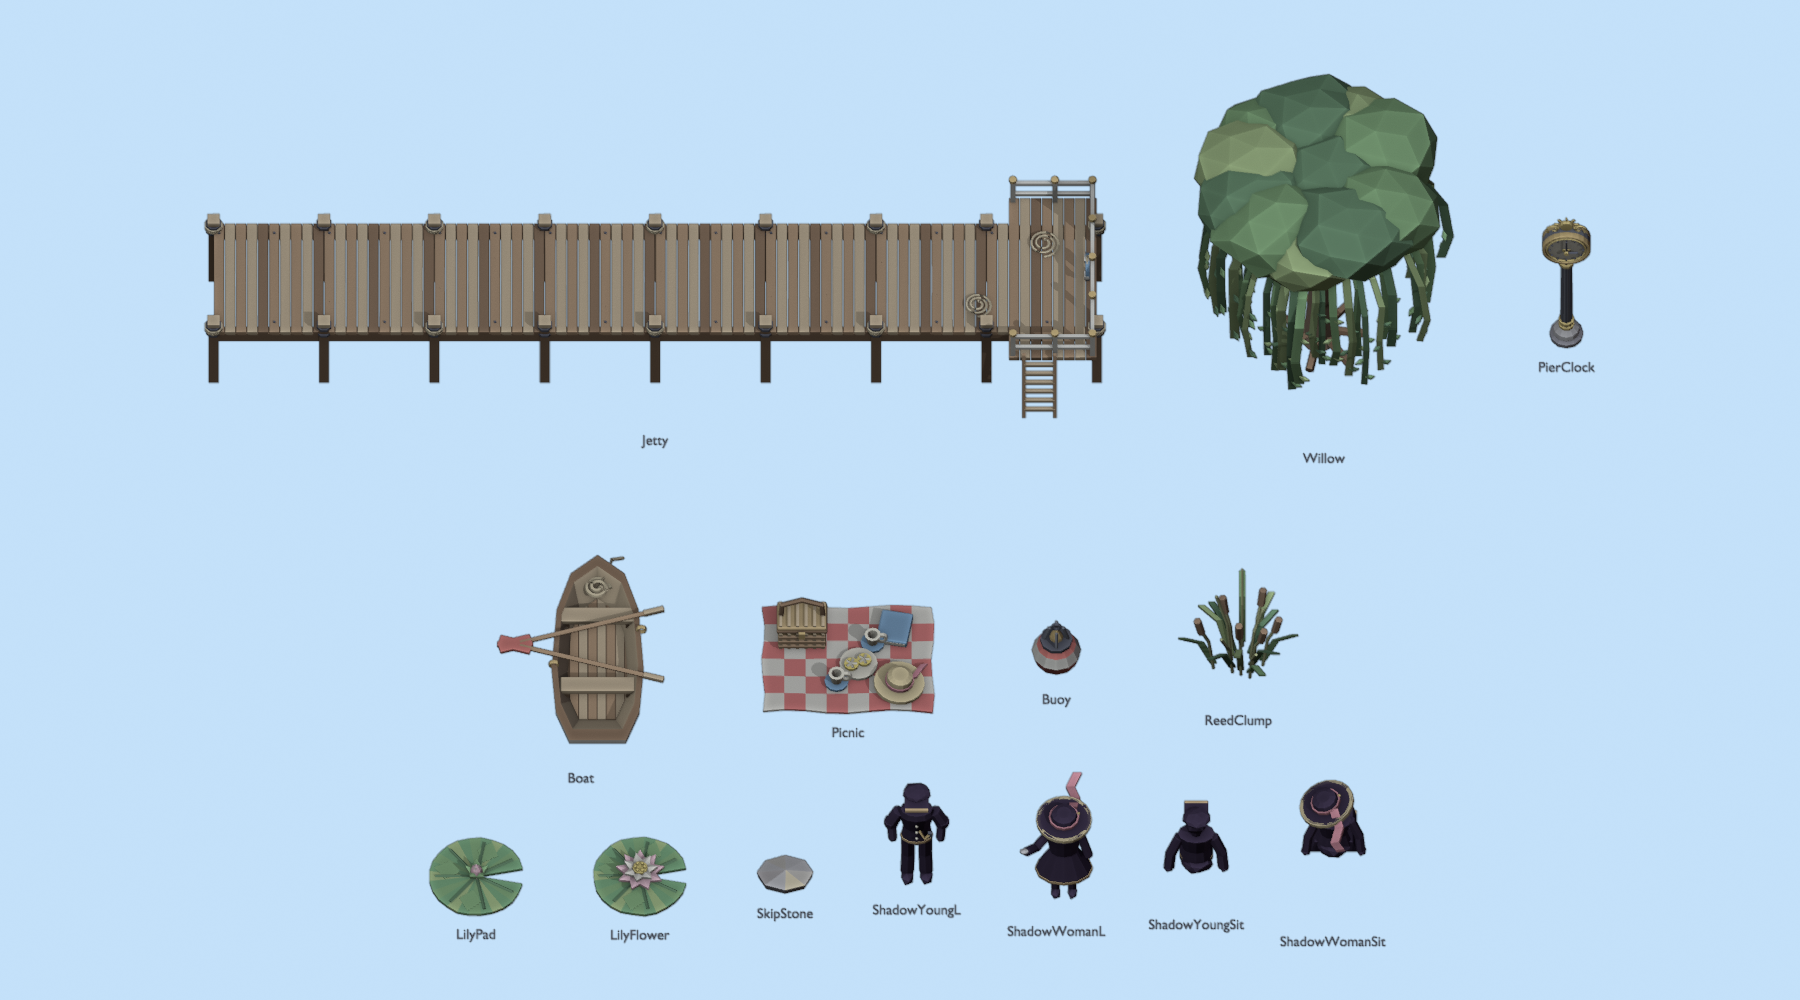 Jetty
Willow
PierClock
Boat
Picnic
Buoy
ReedClump
LilyPad
LilyFlower
SkipStone
ShadowYoungL
ShadowWomanL
ShadowYoungSit
ShadowWomanSit